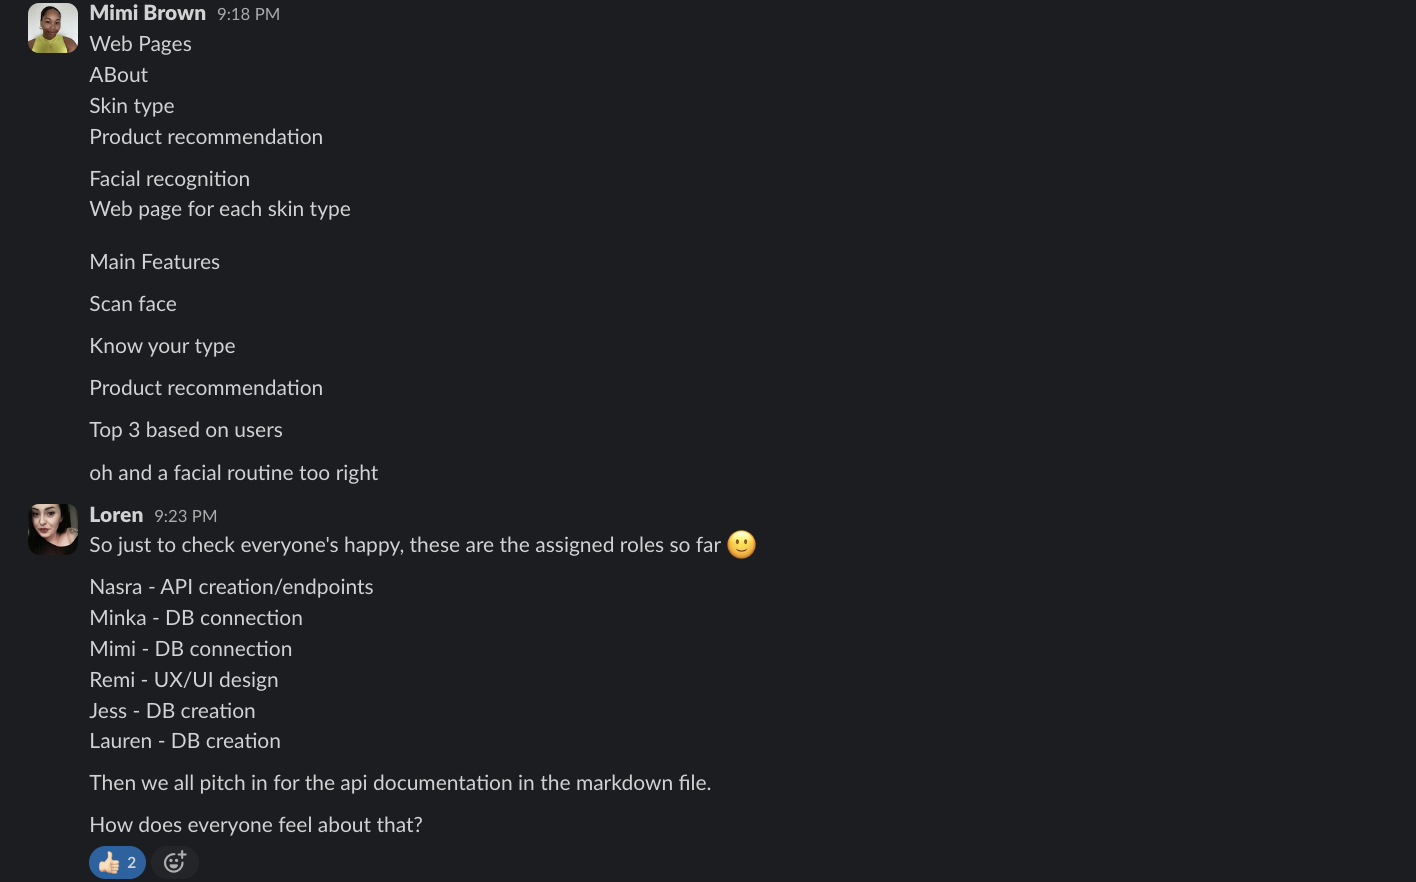 Mimi Brown 9:18 PM
Web Pages
ABout
Skin type
Product recommendation
Facial recognition
Web page for each skin type
Main Features
Scan face
Know your type
Product recommendation
Top 3 based on users
oh and a facial routine too right
Loren 9:23 PM
So just to check everyone's happy, these are the assigned roles so far 🙂
Nasra - API creation/endpoints
Minka - DB connection
Mimi - DB connection
Remi - UX/UI design
Jess - DB creation
Lauren - DB creation
Then we all pitch in for the api documentation in the markdown file.
How does everyone feel about that?
👍🏻 2